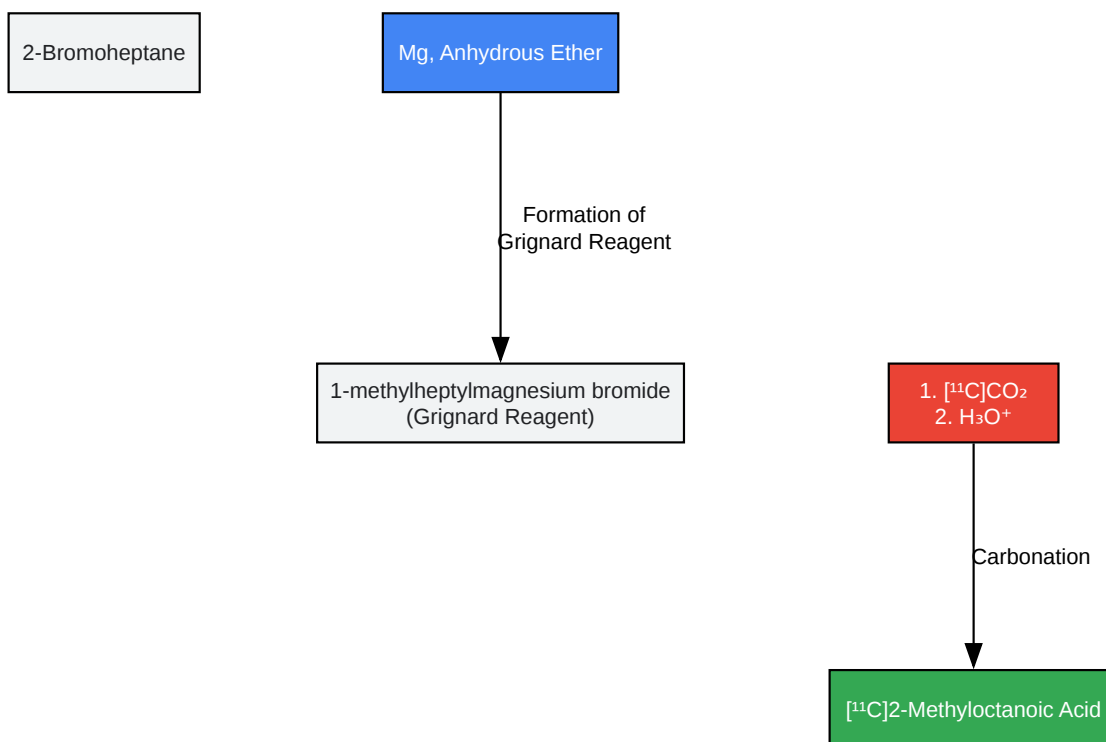 2-Bromoheptane
Mg, Anhydrous Ether
Formation of
Grignard Reagent
1-methylheptylmagnesium bromide
(Grignard Reagent)
1. [¹¹C]CO₂
2. H₃O⁺
Carbonation
[¹¹C]2-Methyloctanoic Acid